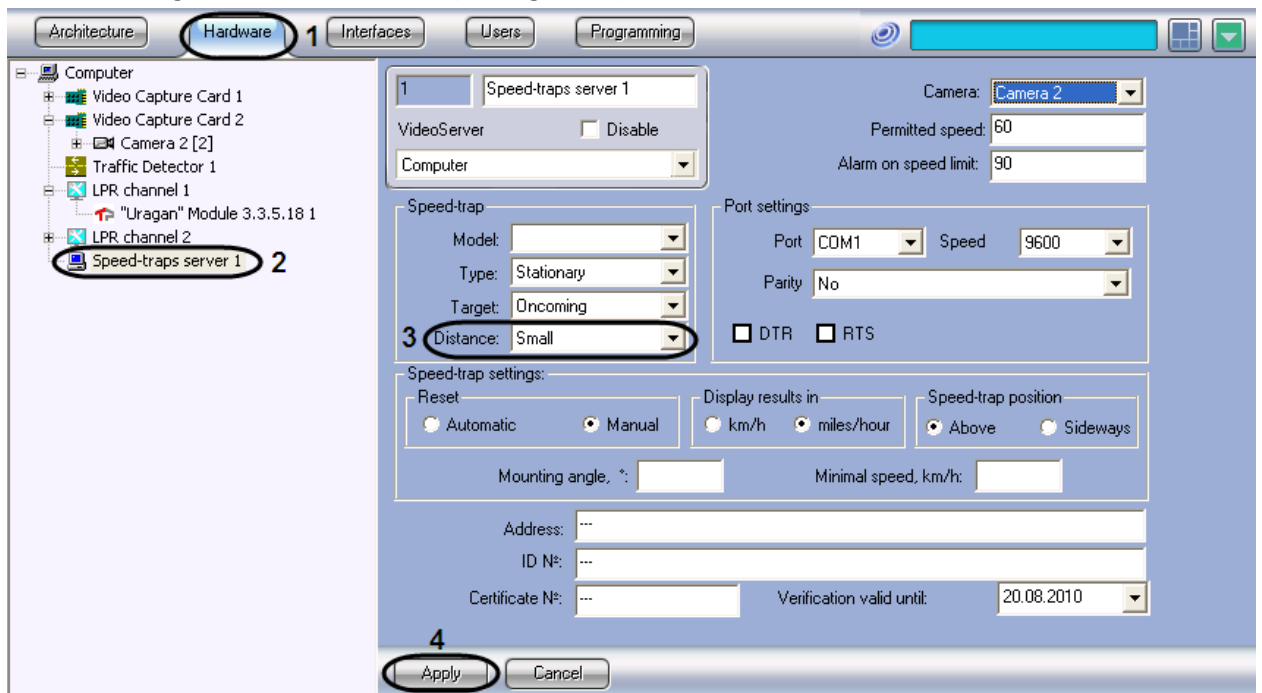 Architecture Hardware 1 Interfaces Users Programming
Computer
Video Capture Card 1
Video Capture Card 2
Camera 2 [2]
Traffic Detector 1
LPR channel 1
"Uragan" Module 3.3.5.18 1
LPR channel 2
Speed-traps server 1 2
1 Speed-traps server 1
VideoServer Disable
Computer
Camera: Camera 2
Permitted speed: 60
Alarm on speed limit: 90
Speed-trap
Model:
Type: Stationary
Target: Oncoming
3 Distance: Small
Port settings
Port COM1 Speed 9600
Parity No
DTR RTS
Speed-trap settings:
Reset
Automatic Manual
Display results in
km/h miles/hour
Speed-trap position
Above Sideways
Mounting angle, °: Minimal speed, km/h:
Address: ---
ID №: ---
Certificate №: --- Verification valid until: 20.08.2010
4
Apply Cancel